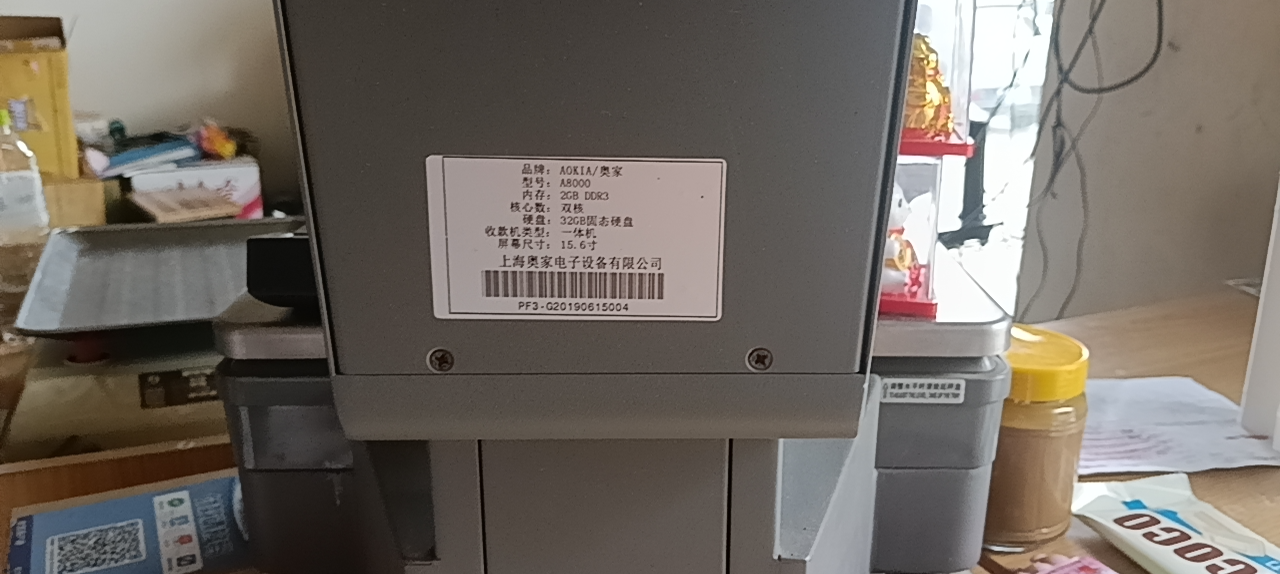 品牌： AOKIA/奥家
型号： A8000
内存： 2GB DDR3
核心数： 双核
硬盘： 32GB固态硬盘
收款机类型： 一体机
屏幕尺寸： 15.6寸
上海奥家电子设备有限公司
PF3-G20190615004
COCO